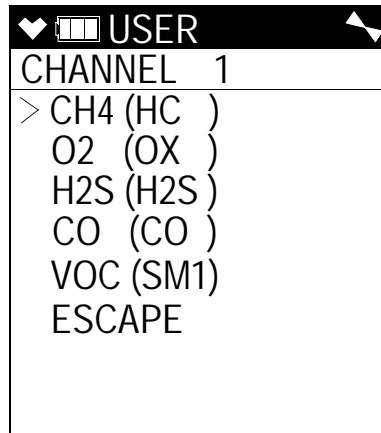 USER
CHANNEL 1
> CH4 (HC )
O2 (OX )
H2S (H2S )
CO (CO )
VOC (SM1)
ESCAPE